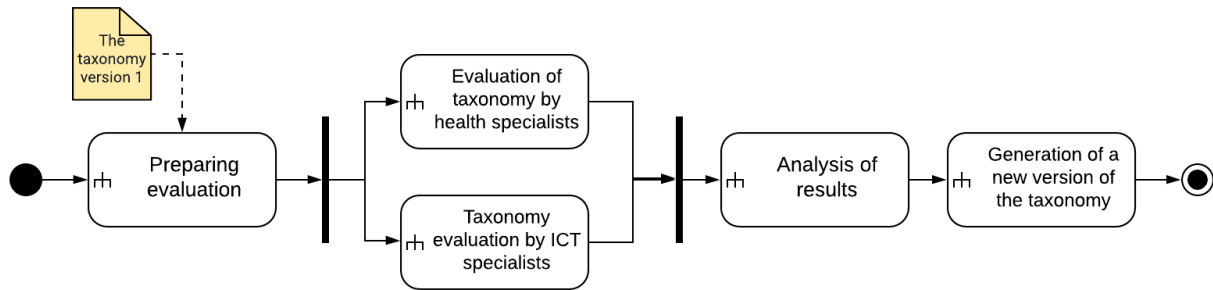 The
taxonomy
version 1
Preparing
evaluation
Evaluation of
taxonomy by
health specialists
Taxonomy
evaluation by ICT
specialists
Analysis of
results
Generation of a
new version of
the taxonomy